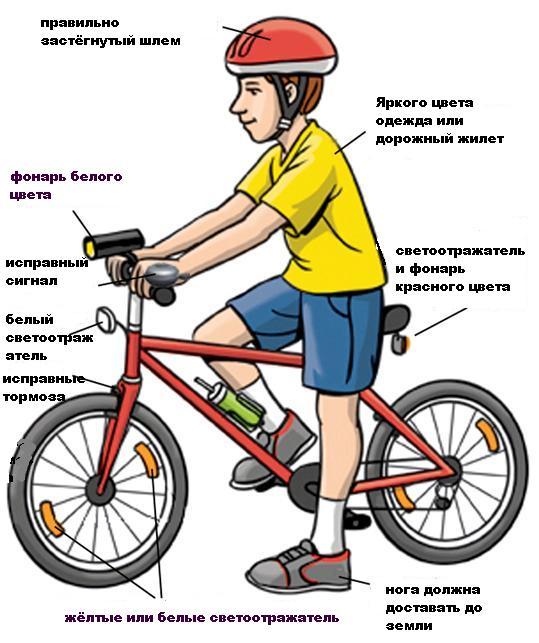 правильно
застёгнутый шлем
Яркого цвета
одежда или
дорожный жилет
фонарь белого
цвета
исправный
сигнал
светоотражатель
и фонарь
красного цвета
белый
светоотраж
атель
исправные
тормоза
жёлтые или белые светоотражатель
нога должна
доставать до
земли